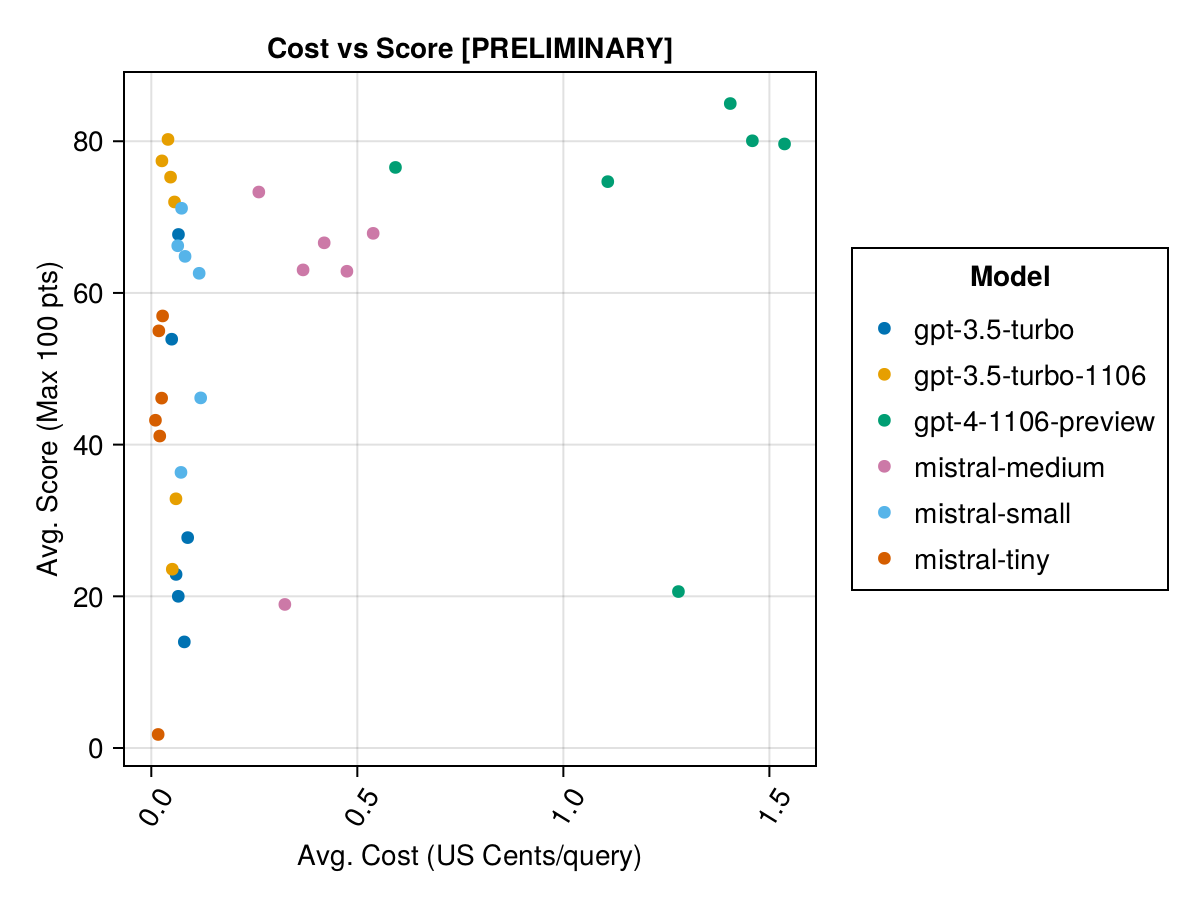 Cost vs Score [PRELIMINARY]
80
60
40
20
0
Avg. Score (Max 100 pts)
0.0
0.5
1.0
1.5
Avg. Cost (US Cents/query)
Model
gpt-3.5-turbo
gpt-3.5-turbo-1106
gpt-4-1106-preview
mistral-medium
mistral-small
mistral-tiny